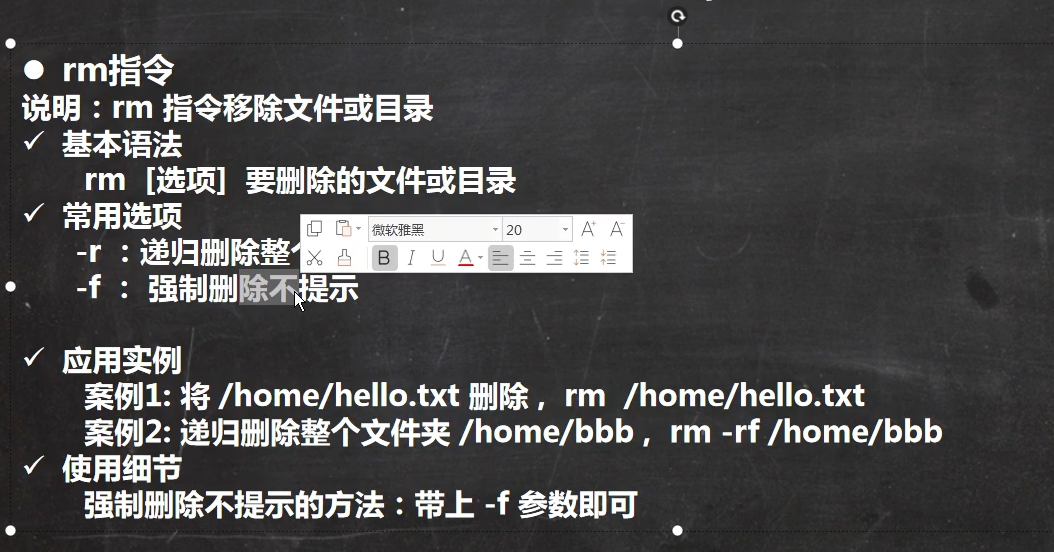 ● rm指令
说明：rm 指令移除文件或目录
✓ 基本语法
rm [选项] 要删除的文件或目录
✓ 常用选项
微软雅黑 20
B I U A
-r ：递归删除整
-f ： 强制删除不提示
✓ 应用实例
案例1: 将 /home/hello.txt 删除 ，rm /home/hello.txt
案例2: 递归删除整个文件夹 /home/bbb ，rm -rf /home/bbb
✓ 使用细节
强制删除不提示的方法：带上 -f 参数即可